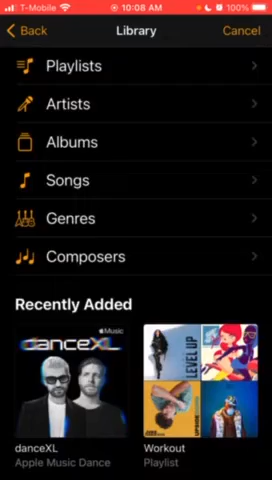 T-Mobile 10:08 AM 100%
Back Library Cancel
Playlists
Artists
Albums
Songs
Genres
Composers
Recently Added
Music
danceXL
LEVEL UP
danceXL
Apple Music Dance
Workout
Playlist